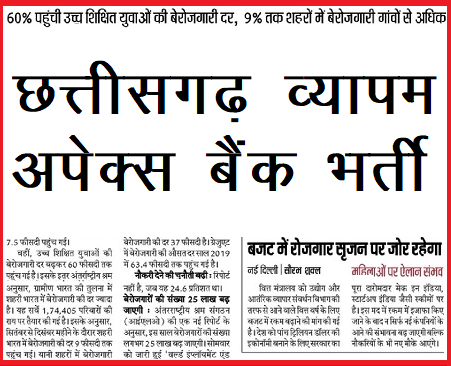 60% पहुंची उच्च शिक्षित युवाओं की बेरोजगारी दर, 9% तक शहरों में बेरोजगारी गांवों से अधिक
छत्तीसगढ़ व्यापम
अपेक्स बैंक भर्ती
7.5 फीसदी पहुंच गई।
वहीं, उच्च शिक्षित युवाओं की
बेरोजगारी दर बढ़कर 60 फीसदी तक
पहुंच गई है। इसके इतर अंतर्राष्ट्रीय श्रम
अनुसार, ग्रामीण भारत की तुलना में
शहरी भारत में बेरोजगारी की दर ज्यादा
है। यह सर्वे 1,74,405 परिवारों की
राय पर तैयार की गई है। इसके अनुसार,
सितंबर से दिसंबर महीने के दौरान शहरी
भारत में बेरोजगारी की दर 9 फीसदी तक
पहुंच गई। यानी शहरों में बेरोजगारी
बेरोजगारी की दर 37 फीसदी है। ग्रेजुएट
में बेरोजगारी की औसत दर साल 2019
में 63.4 फीसदी तक पहुंच गई है।
नौकरी देने की चुनौती बढ़ी: रिपोर्ट
नहीं है, जब यह 24.6 प्रतिशत था।
बेरोजगारों की संख्या 25 लाख बढ़
जाएगी : अंतरराष्ट्रीय श्रम संगठन
(आईएलओ) की एक नई रिपोर्ट के
अनुसार, इस साल बेरोजगारों की संख्या
लगभग 25 लाख बढ़ जाएगी। सोमवार
को जारी हुई 'वर्ल्ड इंप्लॉयमेंट एंड
बजट में रोजगार सृजन पर जोर रहेगा
नई दिल्ली | सौरभ शुक्ल
वित्त मंत्रालय को उद्योग और
आंतरिक व्यापार संवर्धन विभाग की
तरफ से आने वाले वित्त वर्ष के लिए
बजट में रकम बढ़ाने की मांग की गई
है। देश को पांच ट्रिलियन डॉलर की
इकोनॉमी बनाने के लिए सरकार का
महिलाओं पर ऐलान संभव
पूरा दारोमदार मेक इन इंडिया,
स्टार्टअप इंडिया जैसी स्कीमों पर
है। इस मद में रकम में इजाफा किए
जाने के बाद न सिर्फ नई कंपनियों के
आने की संभावना बढ़ जाएगी बल्कि
नौकरियों के भी नए मौके आएंगे।